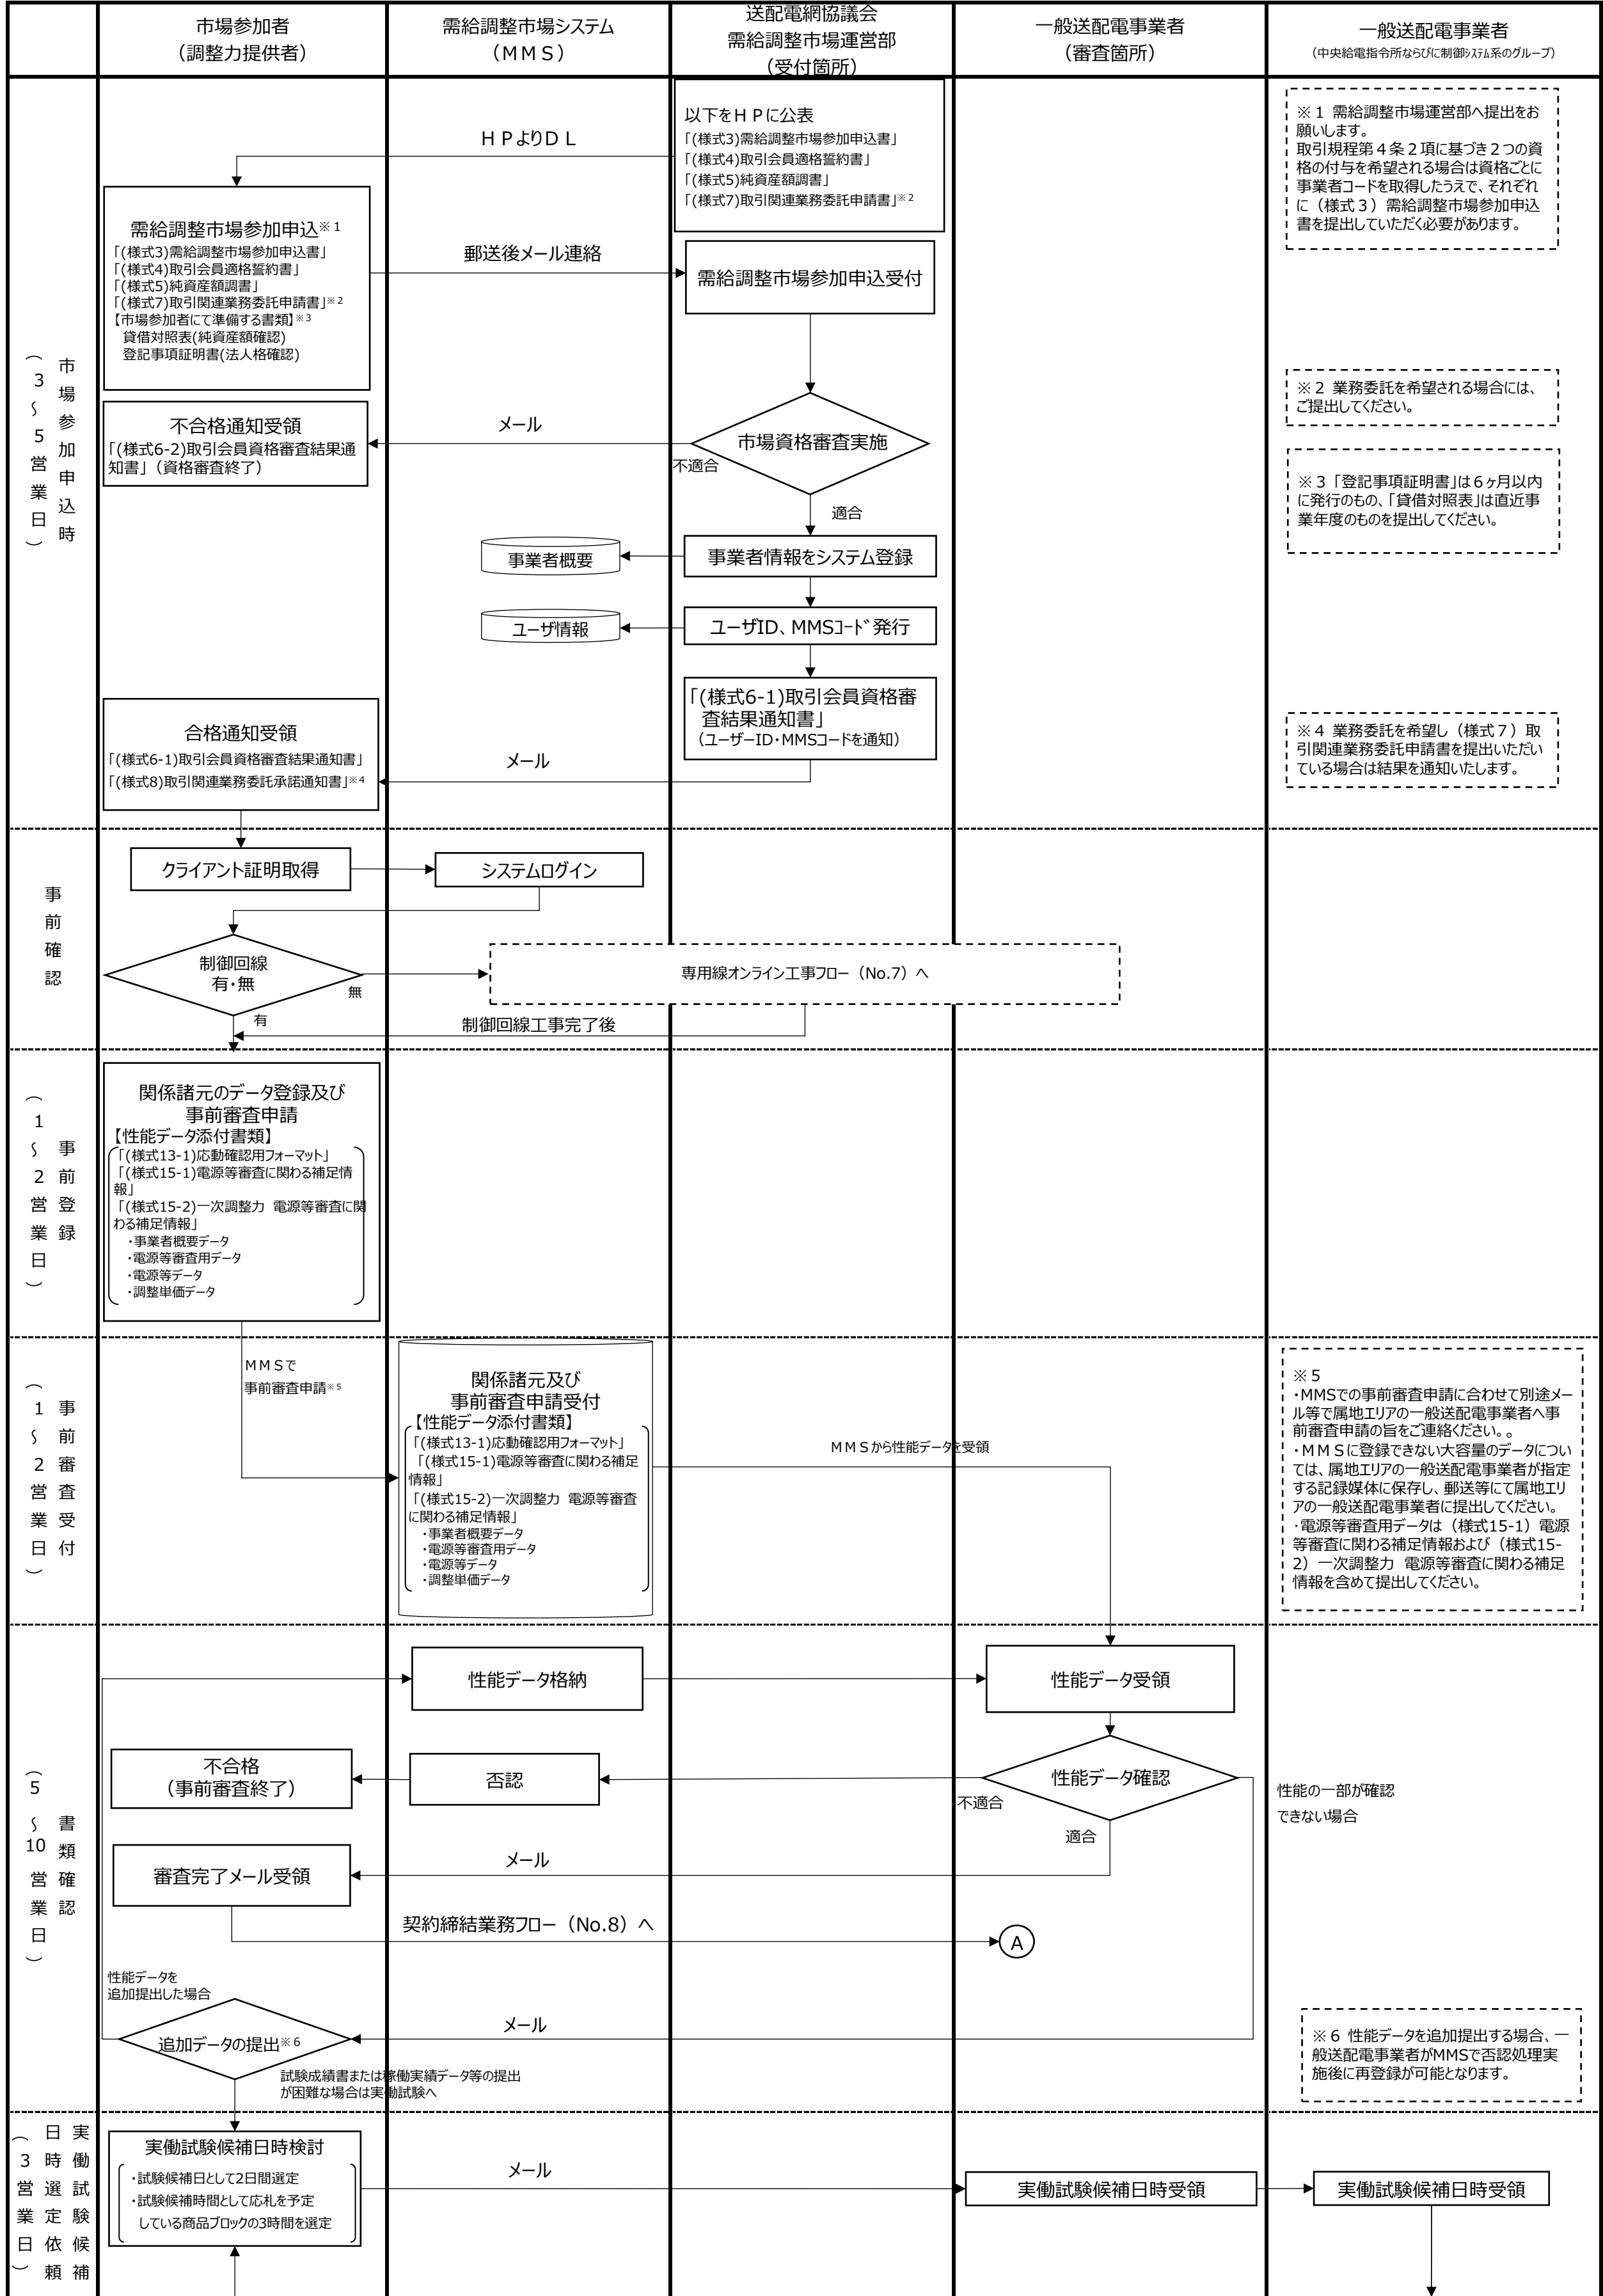 市場参加者
（調整力提供者）
需給調整市場システム
（ＭＭＳ）
送配電網協議会
需給調整市場運営部
（受付箇所）
一般送配電事業者
（審査箇所）
一般送配電事業者
（中央給電指令所ならびに制御ｼｽﾃﾑ系のグループ）
市場参加申込時
（3～5営業日）
以下をＨＰに公表
「(様式3)需給調整市場参加申込書」
「(様式4)取引会員適格誓約書」
「(様式5)純資産額調書」
「(様式7)取引関連業務委託申請書」※2
ＨＰよりＤＬ
需給調整市場参加申込※1
「(様式3)需給調整市場参加申込書」
「(様式4)取引会員適格誓約書」
「(様式5)純資産額調書」
「(様式7)取引関連業務委託申請書」※2
【市場参加者にて準備する書類】※3
貸借対照表(純資産額確認)
登記事項証明書(法人格確認)
郵送後メール連絡
需給調整市場参加申込受付
※１ 需給調整市場運営部へ提出をお
願いします。
取引規程第４条２項に基づき２つの資
格の付与を希望される場合は資格ごとに
事業者コードを取得したうえで、それぞれ
に（様式３）需給調整市場参加申込
書を提出していただく必要があります。
不合格通知受領
「(様式6-2)取引会員資格審査結果通
知書」（資格審査終了）
メール
市場資格審査実施
不適合
適合
※２ 業務委託を希望される場合には、
ご提出してください。
※３「登記事項証明書」は６ヶ月以内
に発行のもの、「貸借対照表」は直近事
業年度のものを提出してください。
事業者概要
事業者情報をシステム登録
ユーザ情報
ユーザID、MMSｺｰﾄﾞ発行
「(様式6-1)取引会員資格審
査結果通知書」
（ユーザーID・MMSコードを通知）
合格通知受領
「(様式6-1)取引会員資格審査結果通知書」
「(様式8)取引関連業務委託承諾通知書」※4
メール
※４ 業務委託を希望し（様式７）取
引関連業務委託申請書を提出いただい
ている場合は結果を通知いたします。
事前確認
クライアント証明取得
システムログイン
制御回線
有・無
無
有
専用線オンライン工事フロー（No.7）へ
制御回線工事完了後
事前登録
（1～2営業日）
関係諸元のデータ登録及び
事前審査申請
【性能データ添付書類】
「(様式13-1)応動確認用フォーマット」
「(様式15-1)電源等審査に関わる補足情
報」
「(様式15-2)一次調整力　電源等審査に関
わる補足情報」
・事業者概要データ
・電源等審査用データ
・電源等データ
・調整単価データ
事前審査受付
（1～2営業日）
ＭＭＳで
事前審査申請※5
関係諸元及び
事前審査申請受付
【性能データ添付書類】
「(様式13-1)応動確認用フォーマット」
「(様式15-1)電源等審査に関わる補足
情報」
「(様式15-2)一次調整力　電源等審査
に関わる補足情報」
・事業者概要データ
・電源等審査用データ
・電源等データ
・調整単価データ
ＭＭＳから性能データを受領
※５
・MMSでの事前審査申請に合わせて別途メー
ル等で属地エリアの一般送配電事業者へ事
前審査申請の旨をご連絡ください。。
・ＭＭＳに登録できない大容量のデータについ
ては、属地エリアの一般送配電事業者が指定
する記録媒体に保存し、郵送等にて属地エリ
アの一般送配電事業者に提出してください。
・電源等審査用データは（様式15-1）電源
等審査に関わる補足情報および（様式15-
2）一次調整力　電源等審査に関わる補足
情報を含めて提出してください。
書類確認
（5～10営業日）
性能データ格納
性能データ受領
不合格
（事前審査終了）
否認
性能データ確認
不適合
適合
性能の一部が確認
できない場合
審査完了メール受領
メール
契約締結業務フロー（No.8）へ
A
性能データを
追加提出した場合
追加データの提出※6
メール
試験成績書または稼働実績データ等の提出
が困難な場合は実働試験へ
※６ 性能データを追加提出する場合、一
般送配電事業者がMMSで否認処理実
施後に再登録が可能となります。
実働試験候補
日時選定依頼
（3営業日）
実働試験候補日時検討
・試験候補日として2日間選定
・試験候補時間として応札を予定
している商品ブロックの3時間を選定
メール
実働試験候補日時受領
実働試験候補日時受領